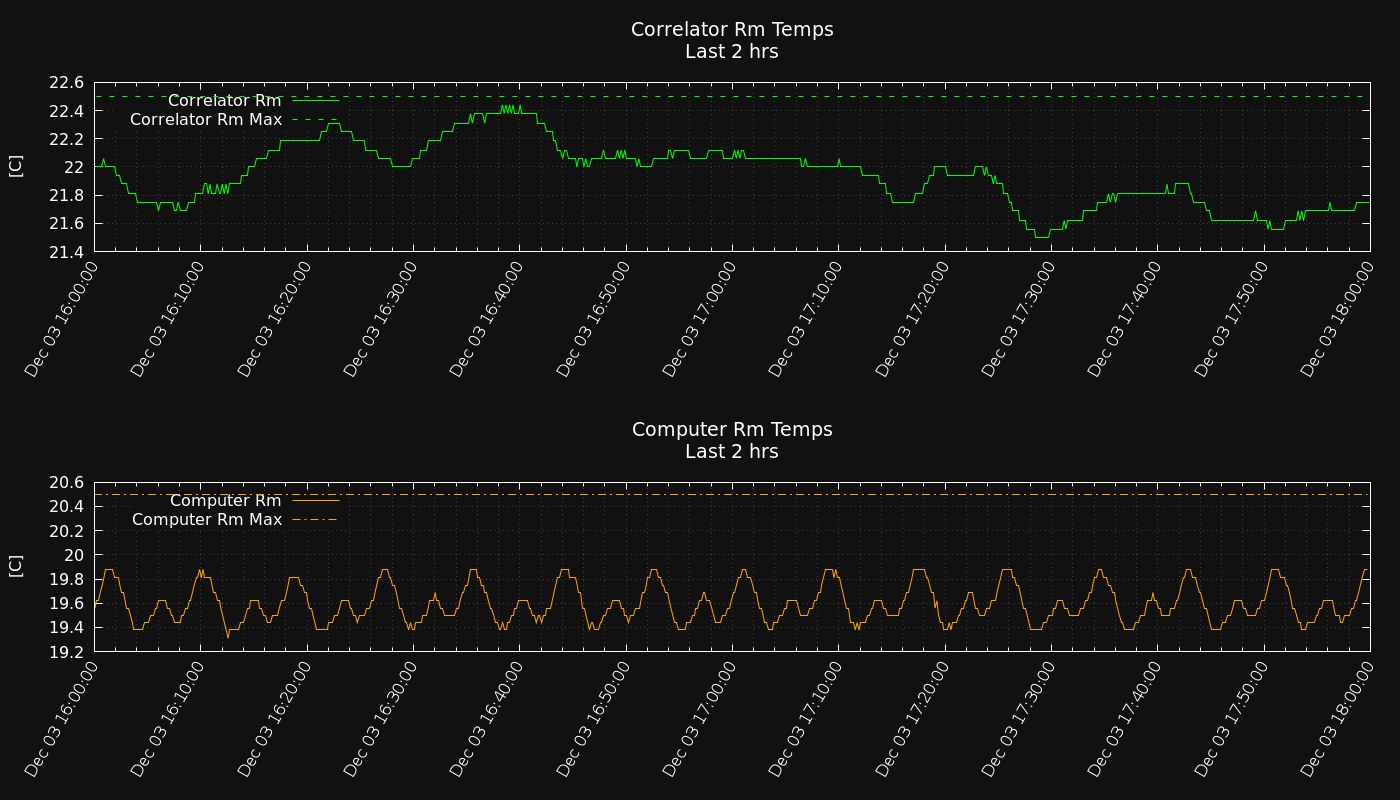 Correlator Rm Temps
Last 2 hrs
22.6
22.4
22.2
22
21.8
21.6
21.4
[C]
Correlator Rm
Correlator Rm Max
Dec 03 16:00:00
Dec 03 16:10:00
Dec 03 16:20:00
Dec 03 16:30:00
Dec 03 16:40:00
Dec 03 16:50:00
Dec 03 17:00:00
Dec 03 17:10:00
Dec 03 17:20:00
Dec 03 17:30:00
Dec 03 17:40:00
Dec 03 17:50:00
Dec 03 18:00:00
Computer Rm Temps
Last 2 hrs
20.6
20.4
20.2
20
19.8
19.6
19.4
19.2
[C]
Computer Rm
Computer Rm Max
Dec 03 16:00:00
Dec 03 16:10:00
Dec 03 16:20:00
Dec 03 16:30:00
Dec 03 16:40:00
Dec 03 16:50:00
Dec 03 17:00:00
Dec 03 17:10:00
Dec 03 17:20:00
Dec 03 17:30:00
Dec 03 17:40:00
Dec 03 17:50:00
Dec 03 18:00:00